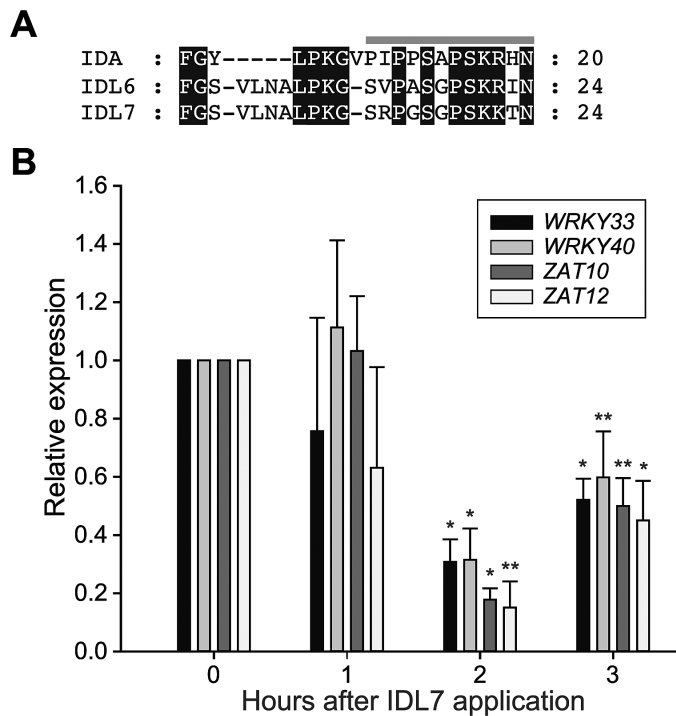 A
IDA : FGY-----LPKGVPIPPSAPSKRHN : 20
IDL6 : FGS-VLNALPKG-SVPASGPSKRIN : 24
IDL7 : FGS-VLNALPKG-SRPGSGPSKKTN : 24
B
1.6
1.4
1.2
1.0
0.8
0.6
0.4
0.2
0.0
Relative expression
WRKY33
WRKY40
ZAT10
ZAT12
* * * **
* ** ** *
0 1 2 3
Hours after IDL7 application